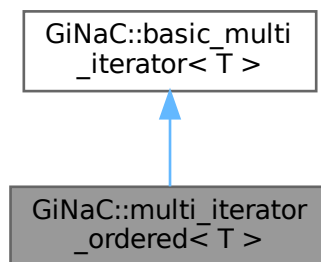 GiNaC::basic_multi
_iterator< T >
GiNaC::multi_iterator
_ordered< T >